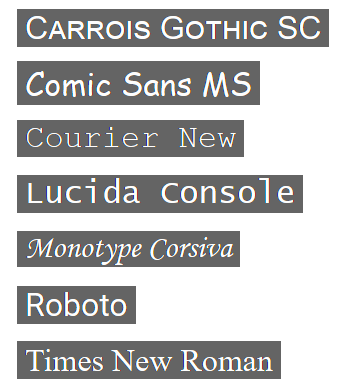 Carrois Gothic SC
Comic Sans MS
Courier New
Lucida Console
Monotype Corsiva
Roboto
Times New Roman